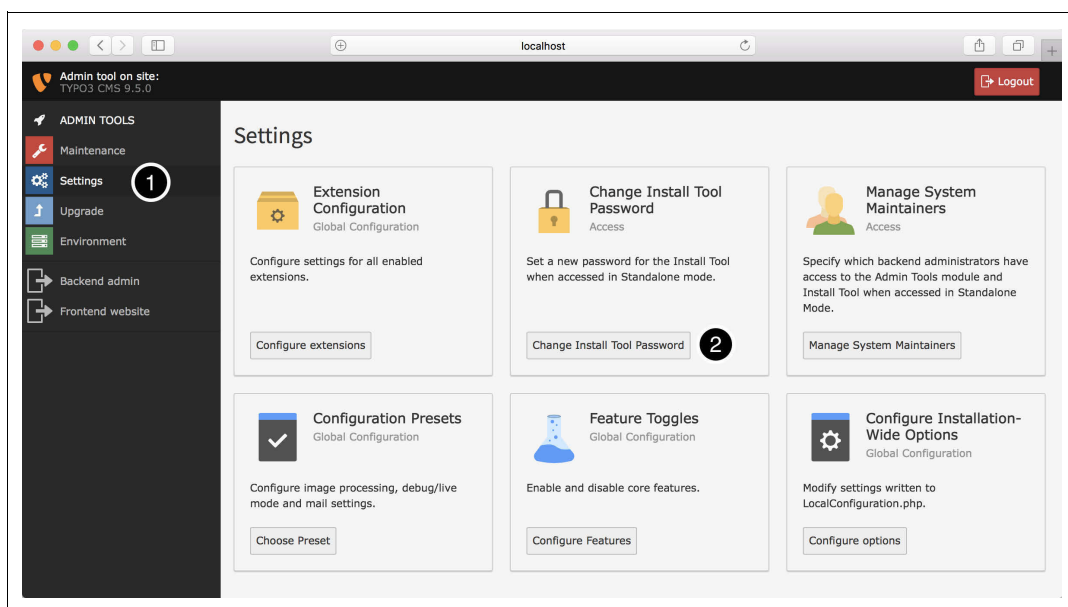 localhost
Admin tool on site:
TYPO3 CMS 9.5.0
Logout
ADMIN TOOLS
Maintenance
Settings
1
Upgrade
Environment
Backend admin
Frontend website
Settings
Extension
Configuration
Global Configuration
Configure settings for all enabled
extensions.
Configure extensions
Change Install Tool
Password
Access
Set a new password for the Install Tool
when accessed in Standalone mode.
Change Install Tool Password
2
Manage System
Maintainers
Access
Specify which backend administrators have
access to the Admin Tools module and
Install Tool when accessed in Standalone
Mode.
Manage System Maintainers
Configuration Presets
Global Configuration
Configure image processing, debug/live
mode and mail settings.
Choose Preset
Feature Toggles
Global Configuration
Enable and disable core features.
Configure Features
Configure Installation-
Wide Options
Global Configuration
Modify settings written to
LocalConfiguration.php.
Configure options